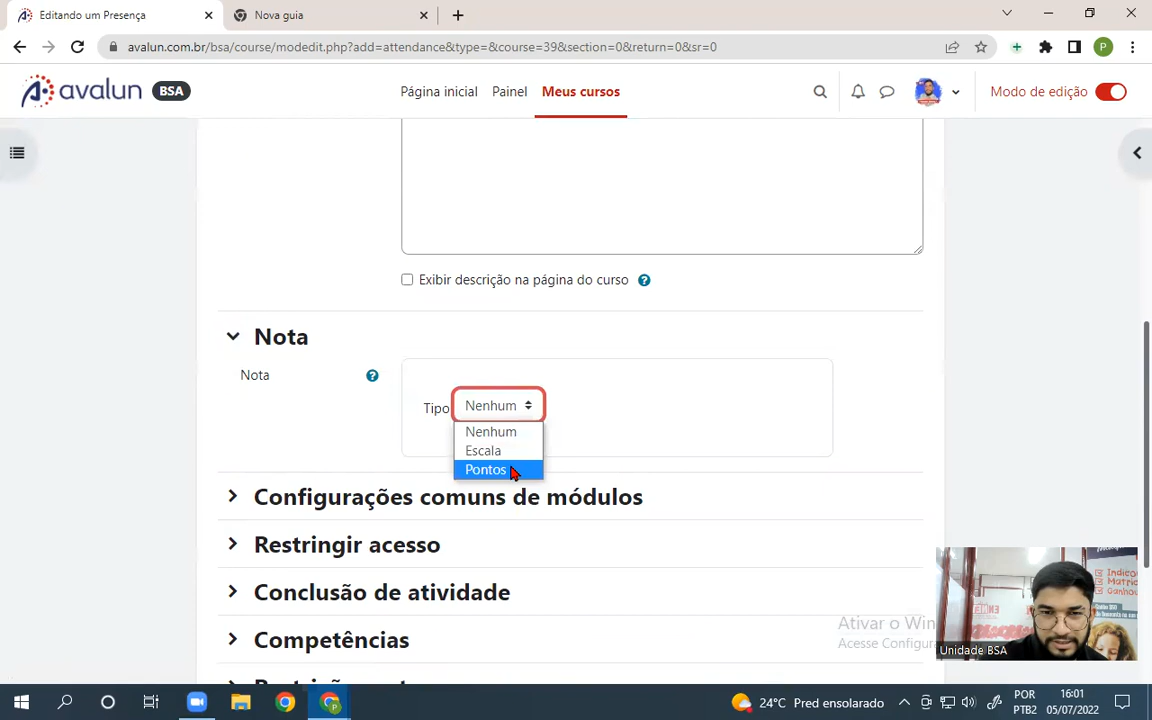 Editando um Presença
Nova guia
avalun.com.br/bsa/course/modedit.php?add=attendance&type=&course=39&section=0&return=0&sr=0
P
avalun BSA
Página inicial
Painel
Meus cursos
Modo de edição
Exibir descrição na página do curso
Nota
Nota
Tipo
Nenhum
Nenhum
Escala
Pontos
Configurações comuns de módulos
Restringir acesso
Conclusão de atividade
Competências
Ativar o Win
Acesse Configura
Unidade BSA
24°C Pred ensolarado
POR
PTB2
16:01
05/07/2022